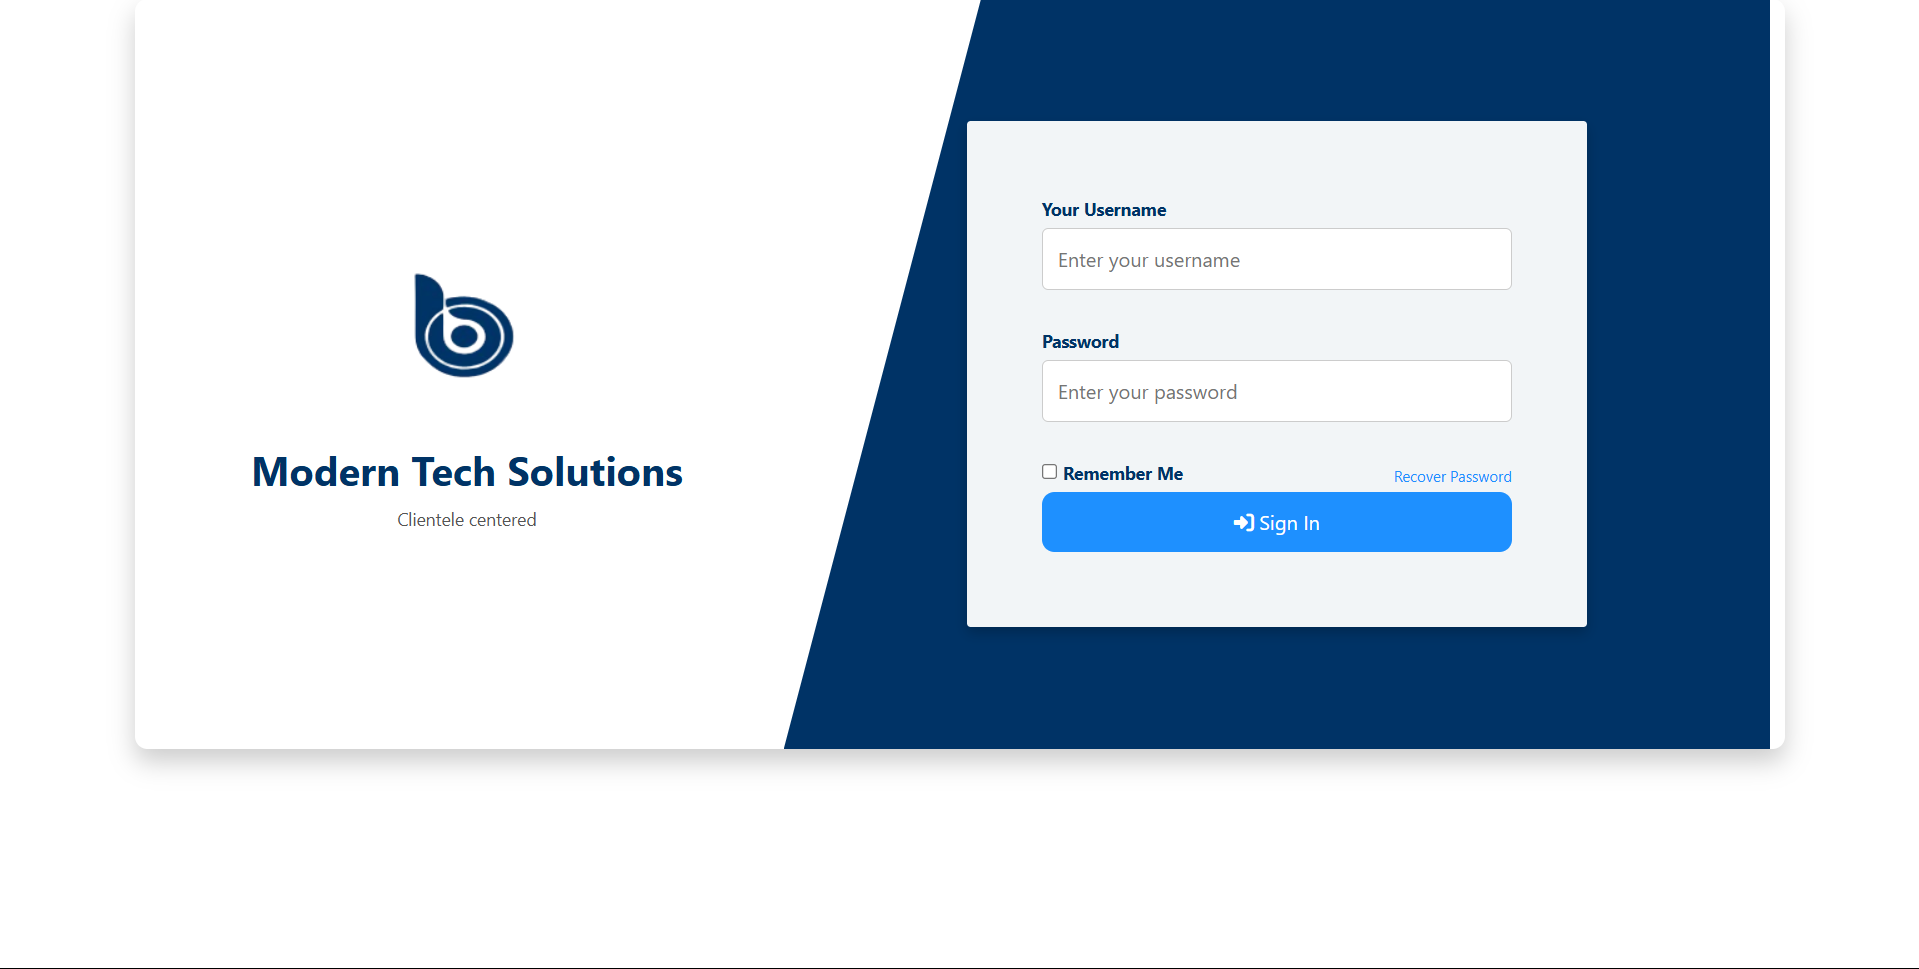 Modern Tech Solutions
Clientele centered
Your Username
Enter your username
Password
Enter your password
Remember Me
Recover Password
Sign In